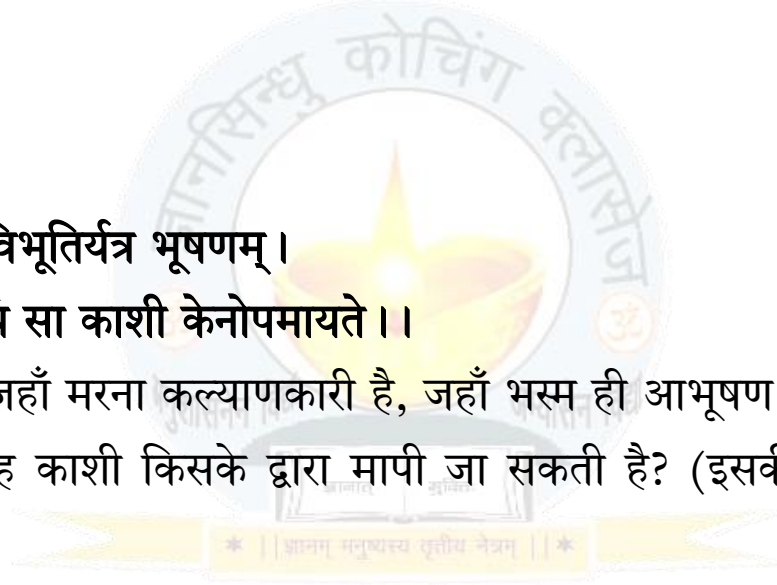 ज्ञानसिन्धु कोचिंग क्लासेज
विभूतिर्यत्र भूषणम्।
सा काशी केनोपमायते।।
जहाँ मरना कल्याणकारी है, जहाँ भस्म ही आभूषण
काशी किसके द्वारा मापी जा सकती है? (इसकी
* ||ज्ञानम् मनुष्यस्य तृतीय नेत्रम् ||*